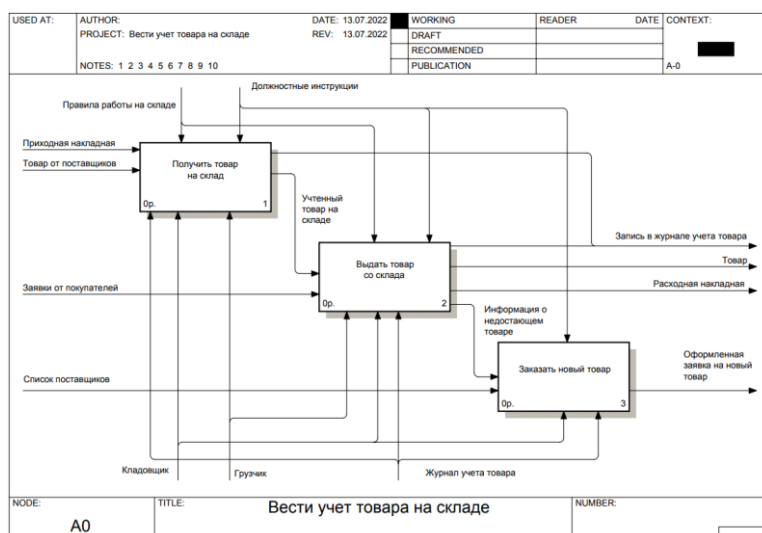 USED AT:
AUTHOR:
DATE: 13.07.2022
WORKING
READER
DATE
CONTEXT:
PROJECT: Вести учет товара на складе
REV: 13.07.2022
DRAFT
RECOMMENDED
NOTES: 1 2 3 4 5 6 7 8 9 10
PUBLICATION
A-0
Должностные инструкции
Правила работы на складе
Приходная накладная
Товар от поставщиков
Получить товар
на склад
0р.
1
Учтенный
товар на
складе
Запись в журнале учета товара
Товар
Выдать товар
со склада
Расходная накладная
Заявки от покупателей
0р.
2
Информация о
недостающем
товаре
Оформленная
заявка на новый
товар
Заказать новый товар
Список поставщиков
0р.
3
Кладовщик
Грузчик
Журнал учета товара
NODE:
TITLE:
Вести учет товара на складе
NUMBER:
A0